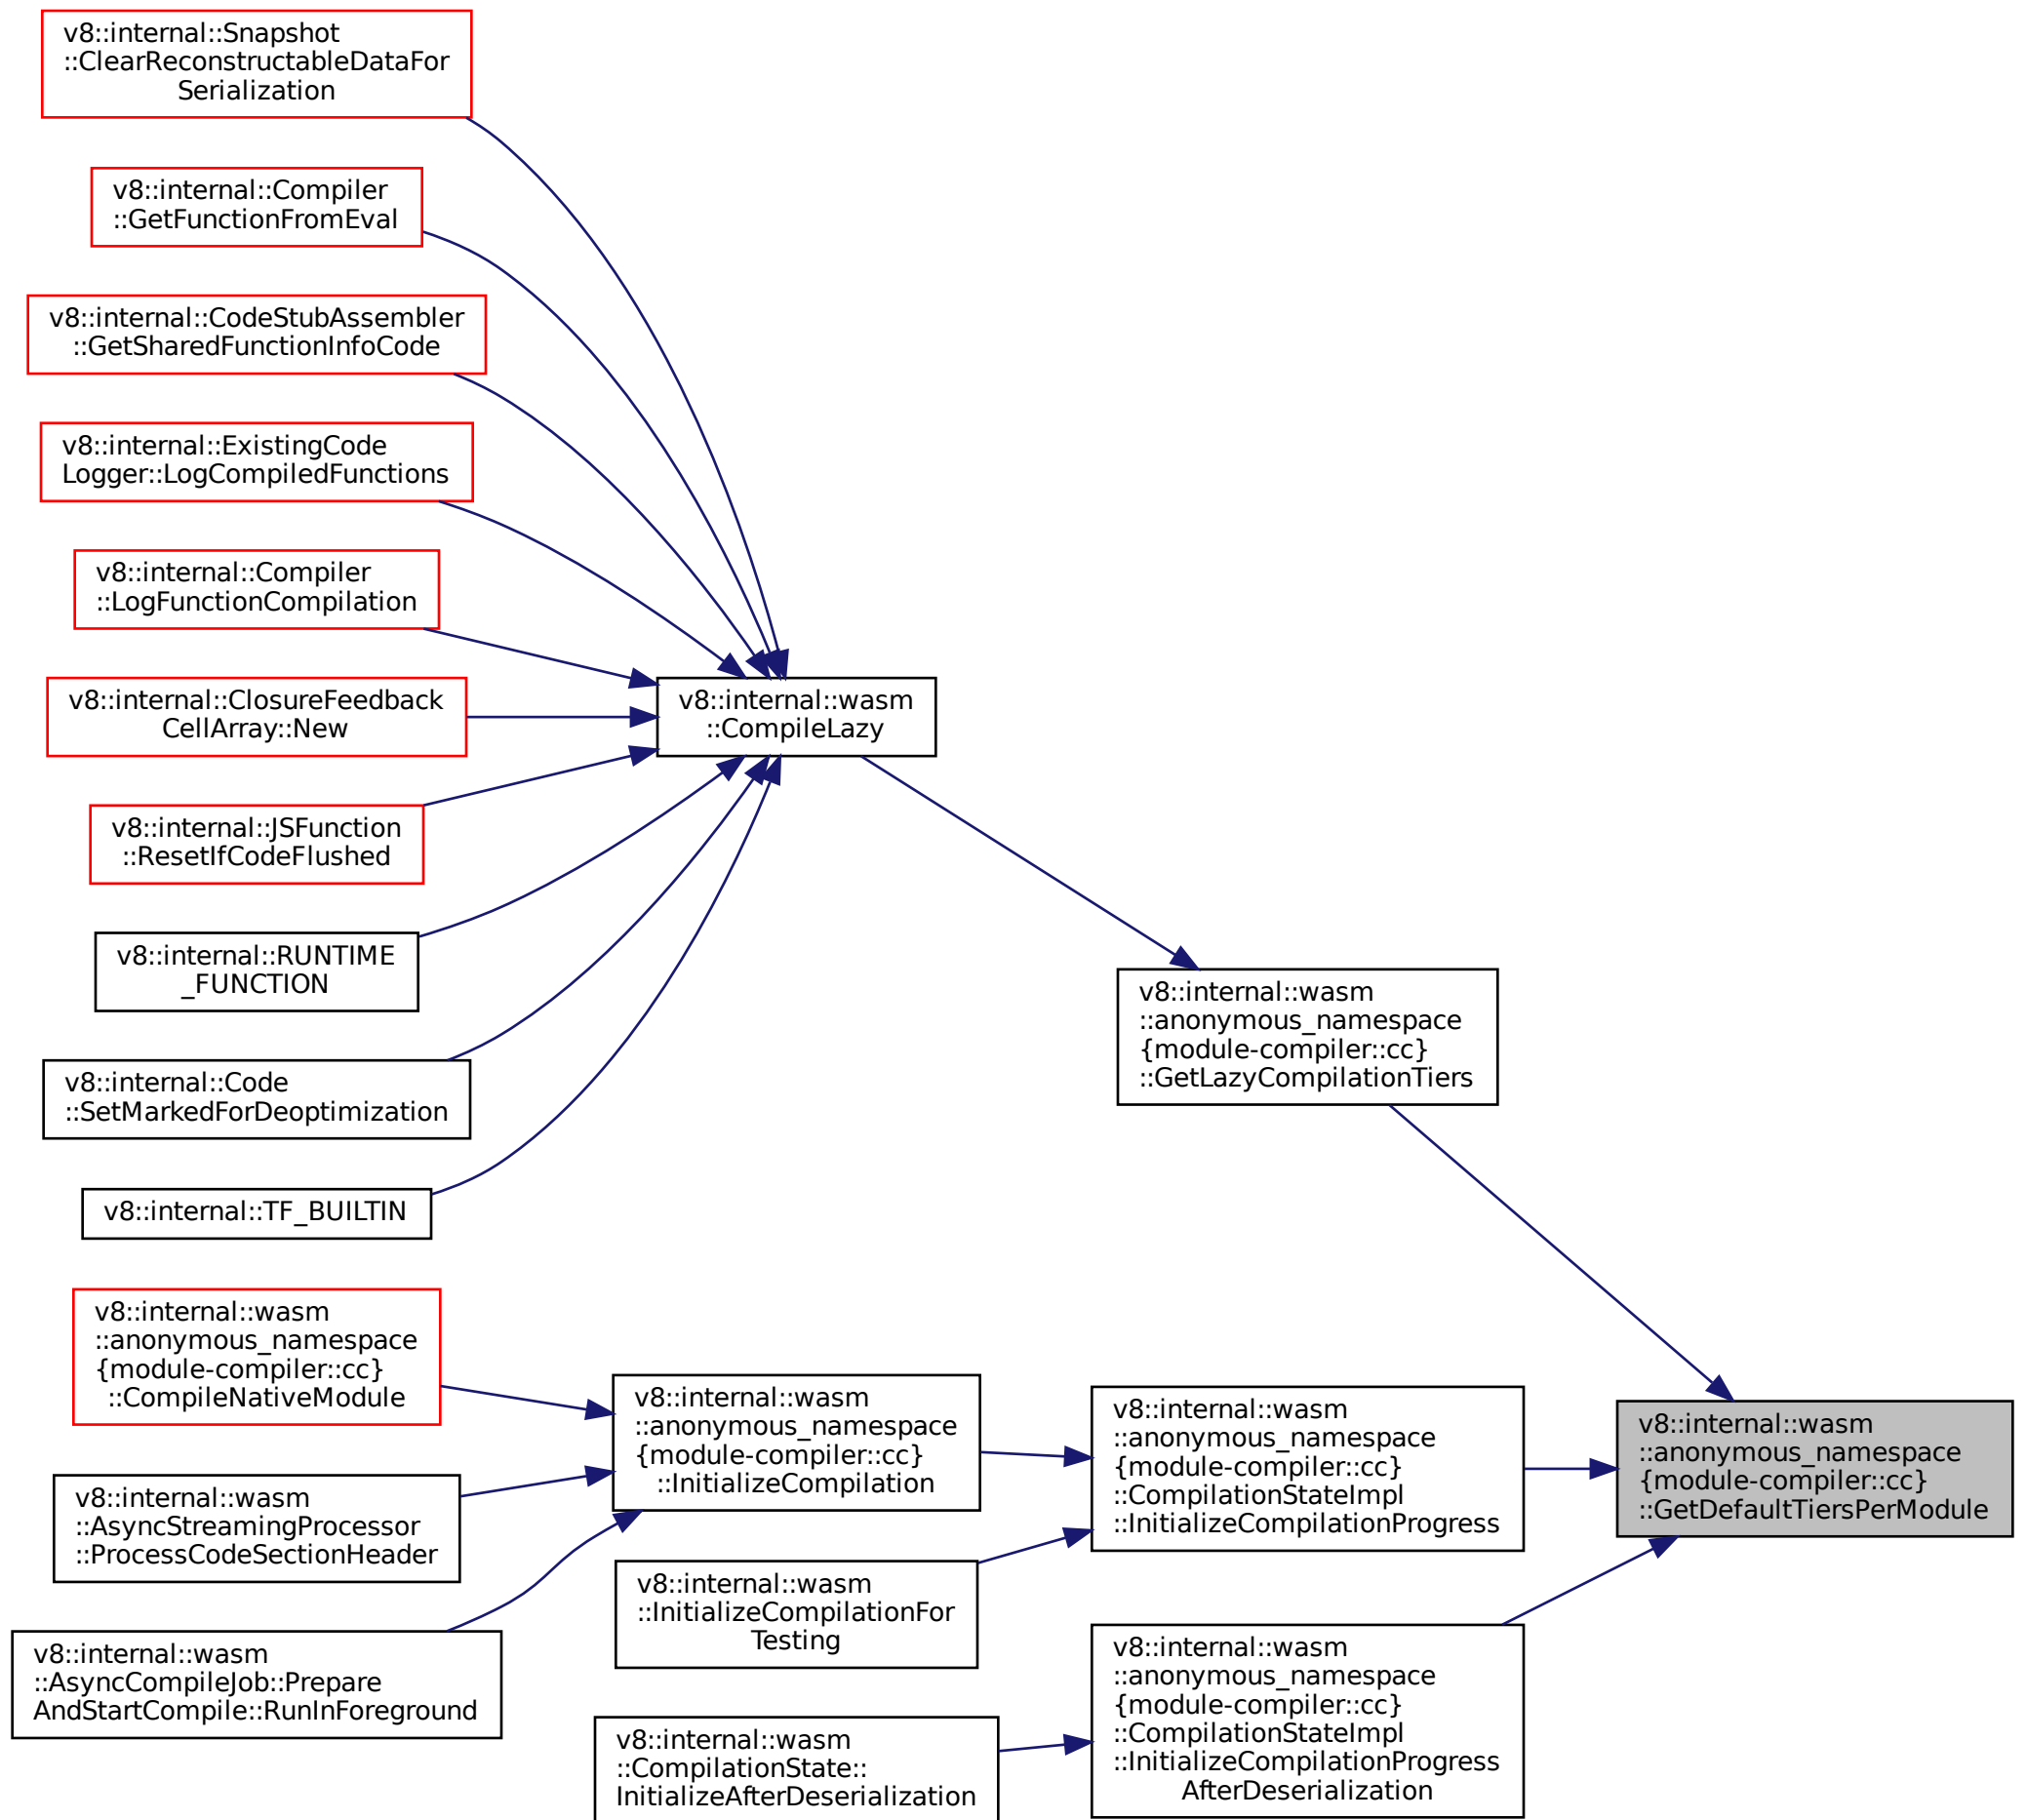 v8::internal::Snapshot
::ClearReconstructableDataFor
Serialization
v8::internal::Compiler
::GetFunctionFromEval
v8::internal::CodeStubAssembler
::GetSharedFunctionInfoCode
v8::internal::ExistingCode
Logger::LogCompiledFunctions
v8::internal::Compiler
::LogFunctionCompilation
v8::internal::ClosureFeedback
CellArray::New
v8::internal::JSFunction
::ResetIfCodeFlushed
v8::internal::RUNTIME
_FUNCTION
v8::internal::Code
::SetMarkedForDeoptimization
v8::internal::TF_BUILTIN
v8::internal::wasm
::CompileLazy
v8::internal::wasm
::anonymous_namespace
{module-compiler::cc}
::GetLazyCompilationTiers
v8::internal::wasm
::anonymous_namespace
{module-compiler::cc}
::CompileNativeModule
v8::internal::wasm
::AsyncStreamingProcessor
::ProcessCodeSectionHeader
v8::internal::wasm
::AsyncCompileJob::Prepare
AndStartCompile::RunInForeground
v8::internal::wasm
::anonymous_namespace
{module-compiler::cc}
::InitializeCompilation
v8::internal::wasm
::InitializeCompilationFor
Testing
v8::internal::wasm
::CompilationState::
InitializeAfterDeserialization
v8::internal::wasm
::anonymous_namespace
{module-compiler::cc}
::CompilationStateImpl
::InitializeCompilationProgress
v8::internal::wasm
::anonymous_namespace
{module-compiler::cc}
::CompilationStateImpl
::InitializeCompilationProgress
AfterDeserialization
v8::internal::wasm
::anonymous_namespace
{module-compiler::cc}
::GetDefaultTiersPerModule